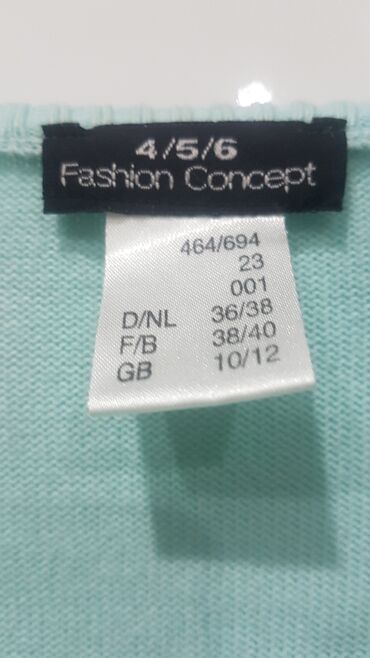 4/5/6
Fashion Concept
464/694
23
001
D/NL 36/38
F/B 38/40
GB 10/12